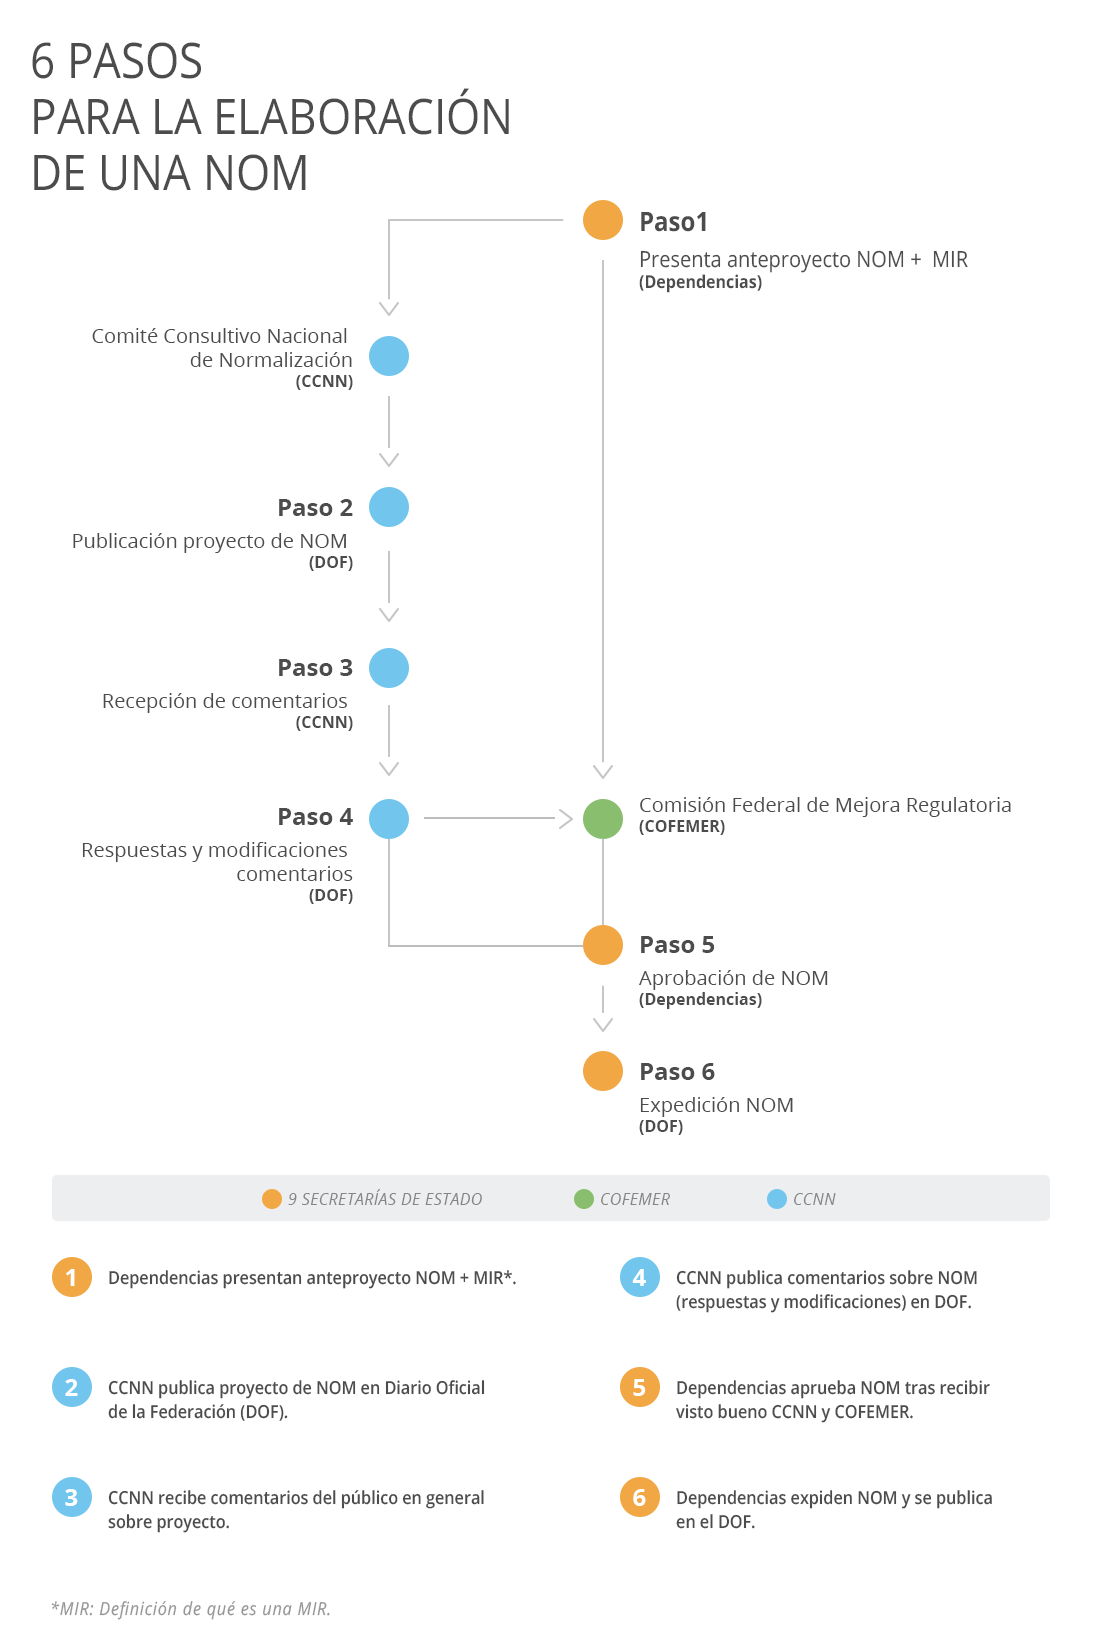 6 PASOS
PARA LA ELABORACIÓN
DE UNA NOM
Paso1
Presenta anteproyecto NOM + MIR
(Dependencias)
Comité Consultivo Nacional
de Normalización
(CCNN)
Paso 2
Publicación proyecto de NOM
(DOF)
Paso 3
Recepción de comentarios
(CCNN)
Paso 4
Respuestas y modificaciones
comentarios
(DOF)
Comisión Federal de Mejora Regulatoria
(COFEMER)
Paso 5
Aprobación de NOM
(Dependencias)
Paso 6
Expedición NOM
(DOF)
9 SECRETARÍAS DE ESTADO
COFEMER
CCNN
1
Dependencias presentan anteproyecto NOM + MIR*.
2
CCNN publica proyecto de NOM en Diario Oficial
de la Federación (DOF).
3
CCNN recibe comentarios del público en general
sobre proyecto.
4
CCNN publica comentarios sobre NOM
(respuestas y modificaciones) en DOF.
5
Dependencias aprueba NOM tras recibir
visto bueno CCNN y COFEMER.
6
Dependencias expiden NOM y se publica
en el DOF.
*MIR: Definición de qué es una MIR.